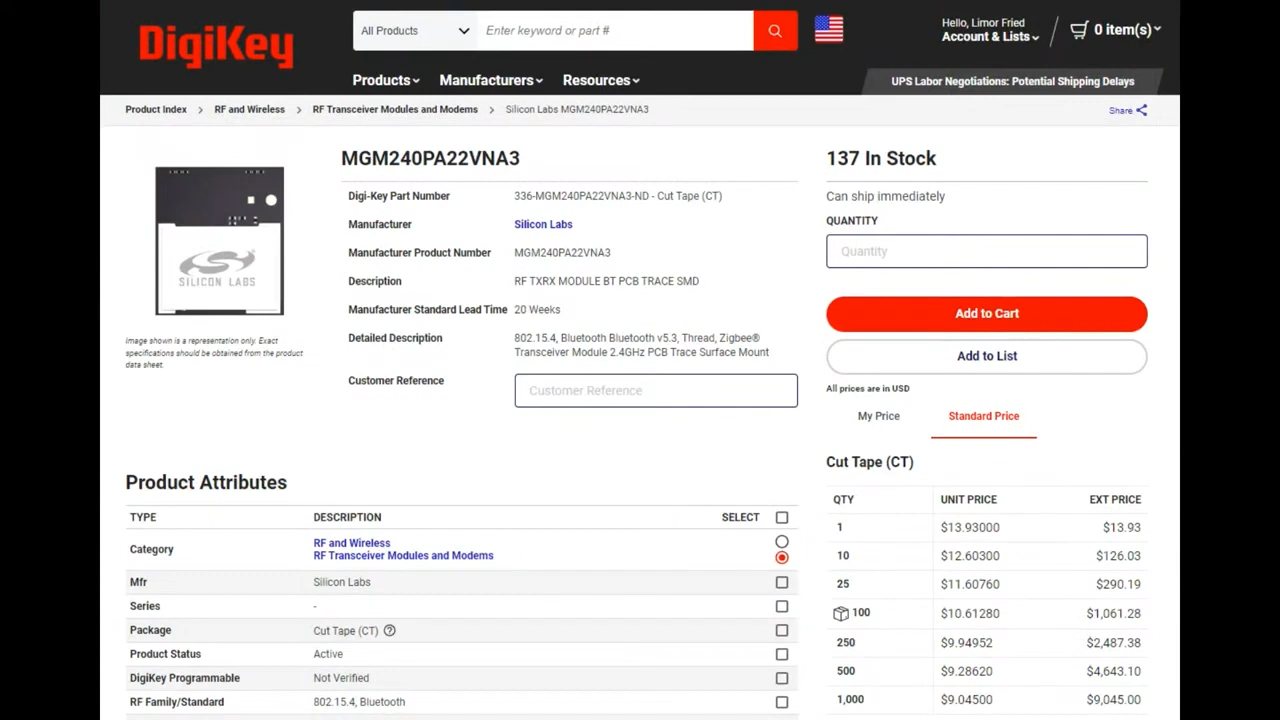 DigiKey
All Products
Enter keyword or part #
Hello, Limor Fried
Account & Lists
0 item(s)
Products
Manufacturers
Resources
UPS Labor Negotiations: Potential Shipping Delays
Product Index > RF and Wireless > RF Transceiver Modules and Modems > Silicon Labs MGM240PA22VNA3
Share
SILICON LABS
Image shown is a representation only. Exact
specifications should be obtained from the product
data sheet.
MGM240PA22VNA3
Digi-Key Part Number 336-MGM240PA22VNA3-ND - Cut Tape (CT)
Manufacturer Silicon Labs
Manufacturer Product Number MGM240PA22VNA3
Description RF TXRX MODULE BT PCB TRACE SMD
Manufacturer Standard Lead Time 20 Weeks
Detailed Description 802.15.4, Bluetooth Bluetooth v5.3, Thread, Zigbee®
Transceiver Module 2.4GHz PCB Trace Surface Mount
Customer Reference Customer Reference
137 In Stock
Can ship immediately
QUANTITY
Quantity
Add to Cart
Add to List
All prices are in USD
My Price Standard Price
Cut Tape (CT)
QTY UNIT PRICE EXT PRICE
1 $13.93000 $13.93
10 $12.60300 $126.03
25 $11.60760 $290.19
100 $10.61280 $1,061.28
250 $9.94952 $2,487.38
500 $9.28620 $4,643.10
1,000 $9.04500 $9,045.00
Product Attributes
TYPE DESCRIPTION SELECT
Category RF and Wireless
RF Transceiver Modules and Modems
Mfr Silicon Labs
Series -
Package Cut Tape (CT) ?
Product Status Active
DigiKey Programmable Not Verified
RF Family/Standard 802.15.4, Bluetooth